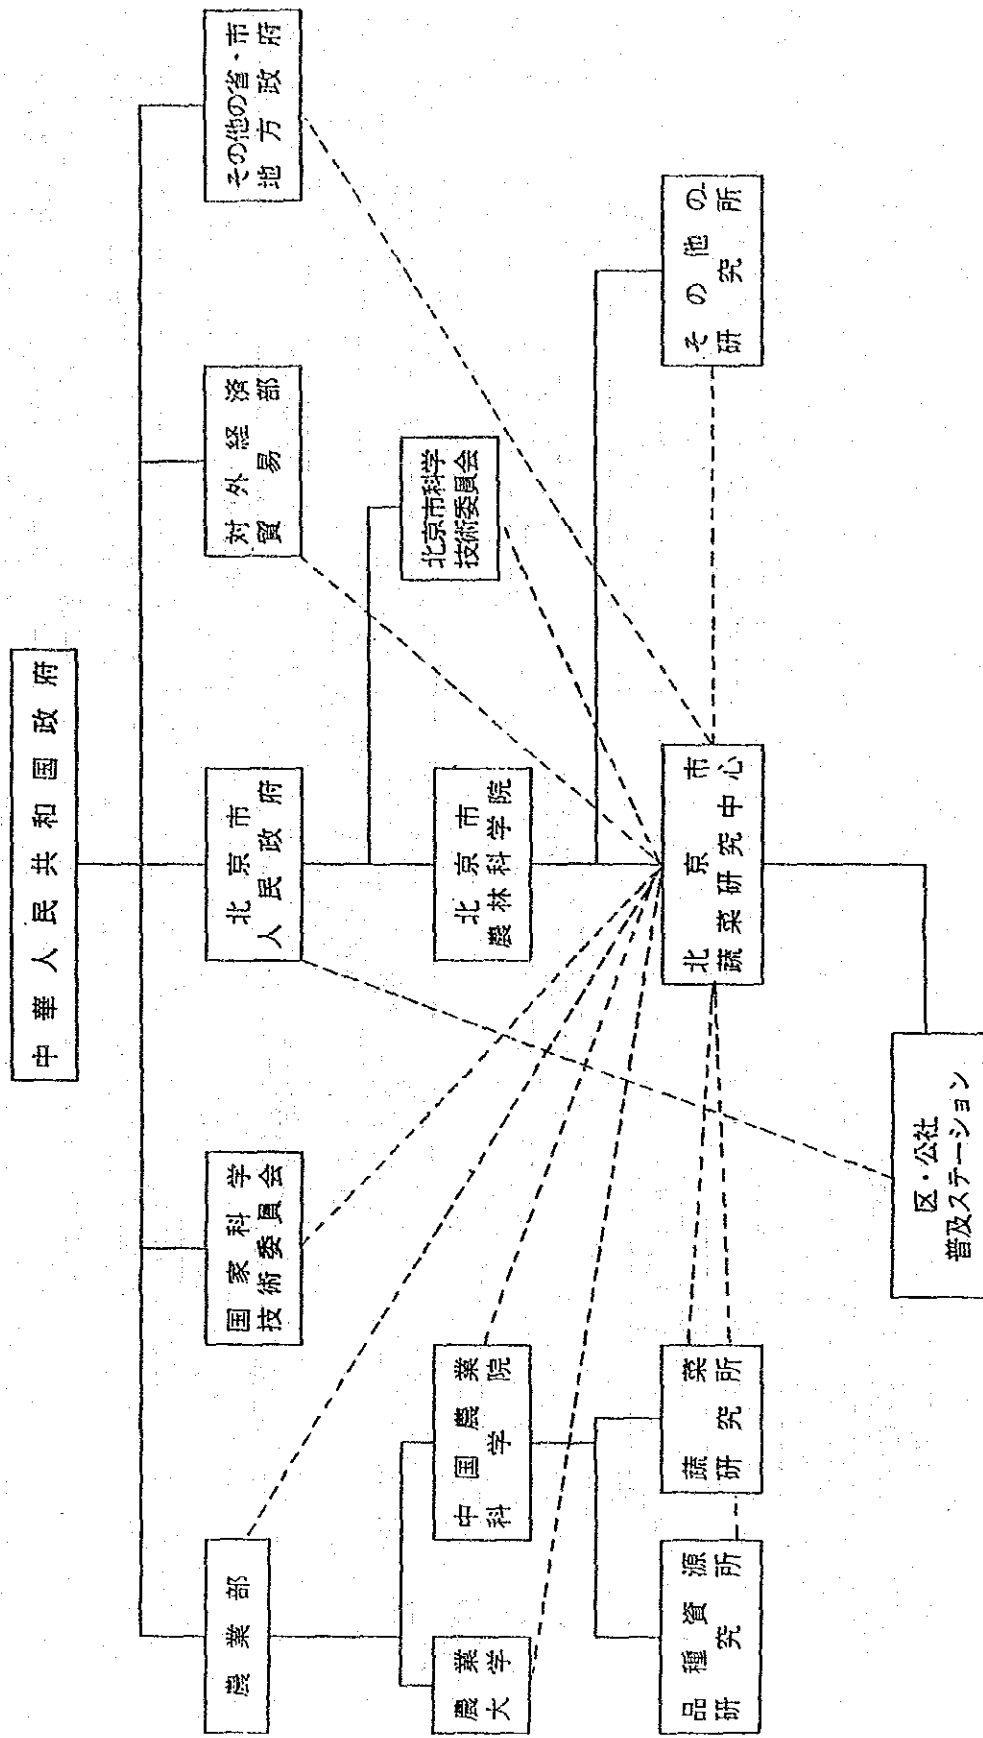 中華人民共和国政府
農業部
国家科学
技術委員会
北京市
人民政府
対外経済
貿易部
その他の省・市
地方政府
農業
大学
中国農業
科学院
北京市
農林科学院
北京市科学
技術委員会
品種資源
研究所
蔬菜
研究所
北京市
蔬菜研究中心
その他の
研究所
区・公社
普及ステーション